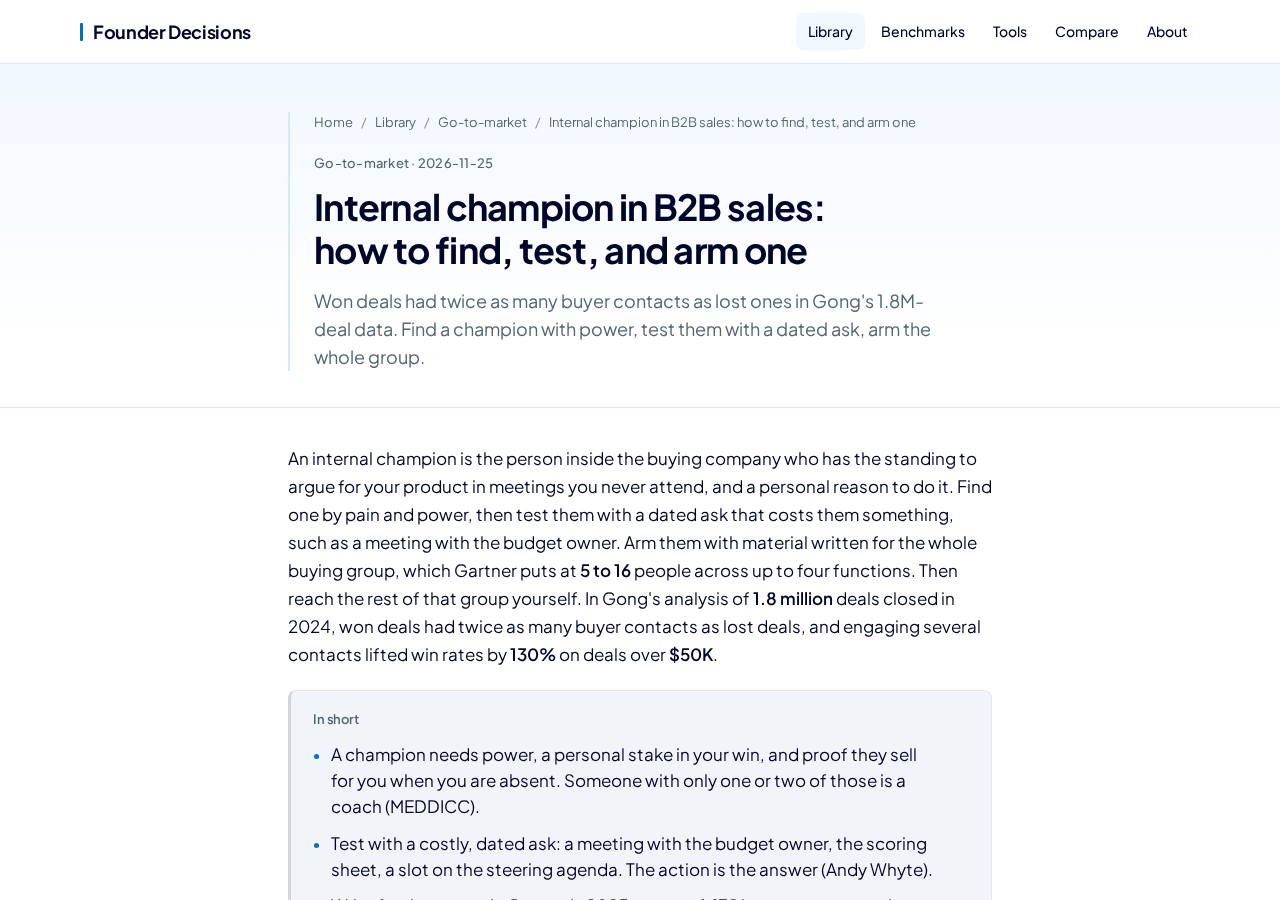 Founder Decisions
Library Benchmarks Tools Compare About
Home / Library / Go-to-market / Internal champion in B2B sales: how to find, test, and arm one
Go-to-market · 2026-11-25
Internal champion in B2B sales:
how to find, test, and arm one
Won deals had twice as many buyer contacts as lost ones in Gong's 1.8M-
deal data. Find a champion with power, test them with a dated ask, arm the
whole group.
An internal champion is the person inside the buying company who has the standing to
argue for your product in meetings you never attend, and a personal reason to do it. Find
one by pain and power, then test them with a dated ask that costs them something,
such as a meeting with the budget owner. Arm them with material written for the whole
buying group, which Gartner puts at 5 to 16 people across up to four functions. Then
reach the rest of that group yourself. In Gong's analysis of 1.8 million deals closed in
2024, won deals had twice as many buyer contacts as lost deals, and engaging several
contacts lifted win rates by 130% on deals over $50K.
In short
• A champion needs power, a personal stake in your win, and proof they sell
for you when you are absent. Someone with only one or two of those is a
coach (MEDDICC).
• Test with a costly, dated ask: a meeting with the budget owner, the scoring
sheet, a slot on the steering agenda. The action is the answer (Andy Whyte).